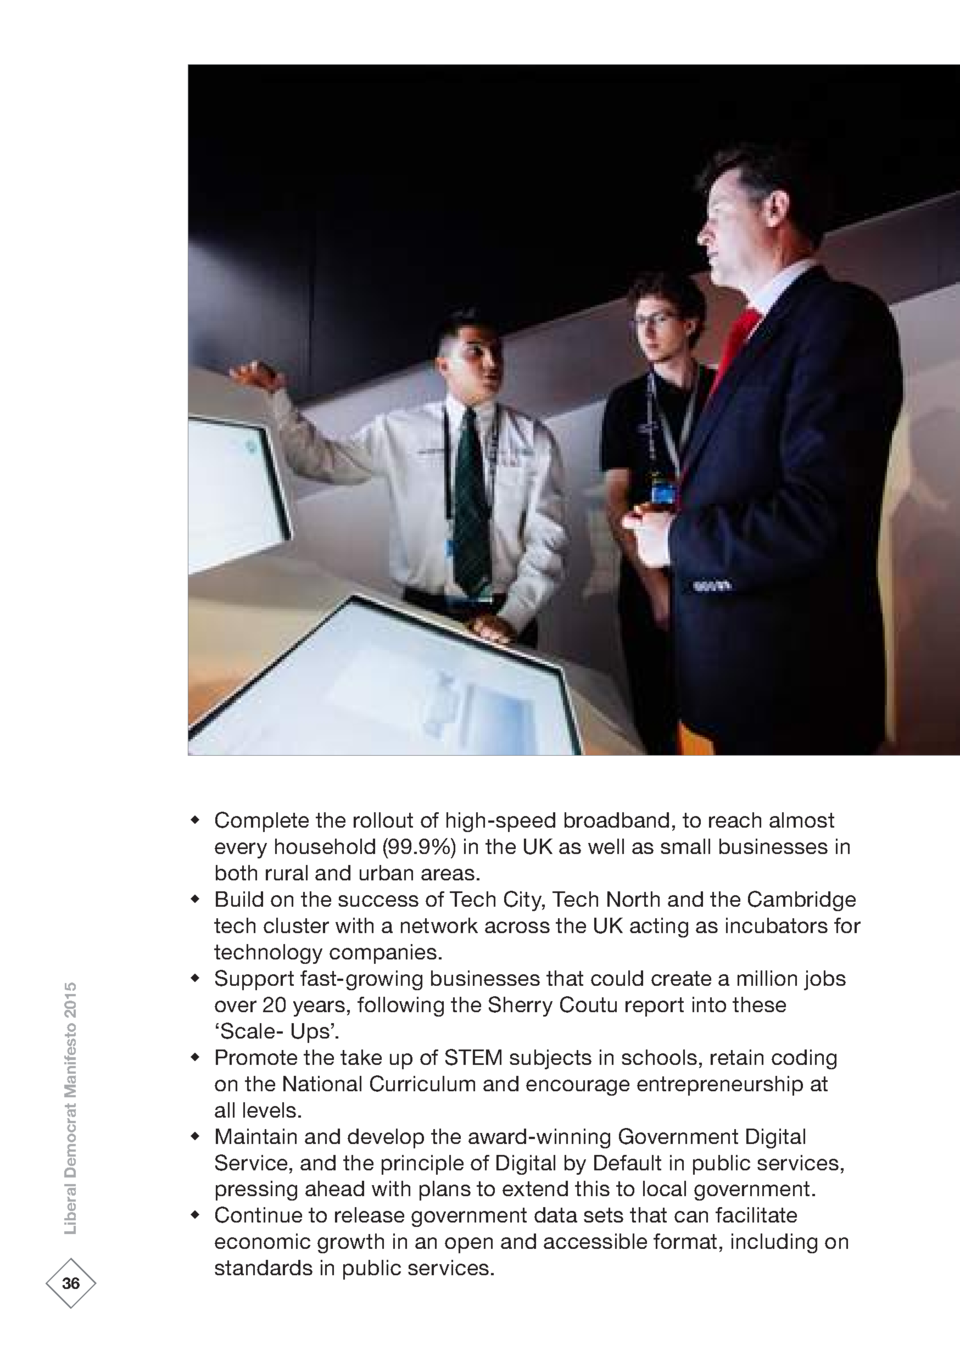 ◆ Complete the rollout of high-speed broadband, to reach almost
every household (99.9%) in the UK as well as small businesses in
both rural and urban areas.
◆ Build on the success of Tech City, Tech North and the Cambridge
tech cluster with a network across the UK acting as incubators for
technology companies.
◆ Support fast-growing businesses that could create a million jobs
over 20 years, following the Sherry Coutu report into these
‘Scale- Ups’.
◆ Promote the take up of STEM subjects in schools, retain coding
on the National Curriculum and encourage entrepreneurship at
all levels.
◆ Maintain and develop the award-winning Government Digital
Service, and the principle of Digital by Default in public services,
pressing ahead with plans to extend this to local government.
◆ Continue to release government data sets that can facilitate
economic growth in an open and accessible format, including on
standards in public services.
Liberal Democrat Manifesto 2015
36